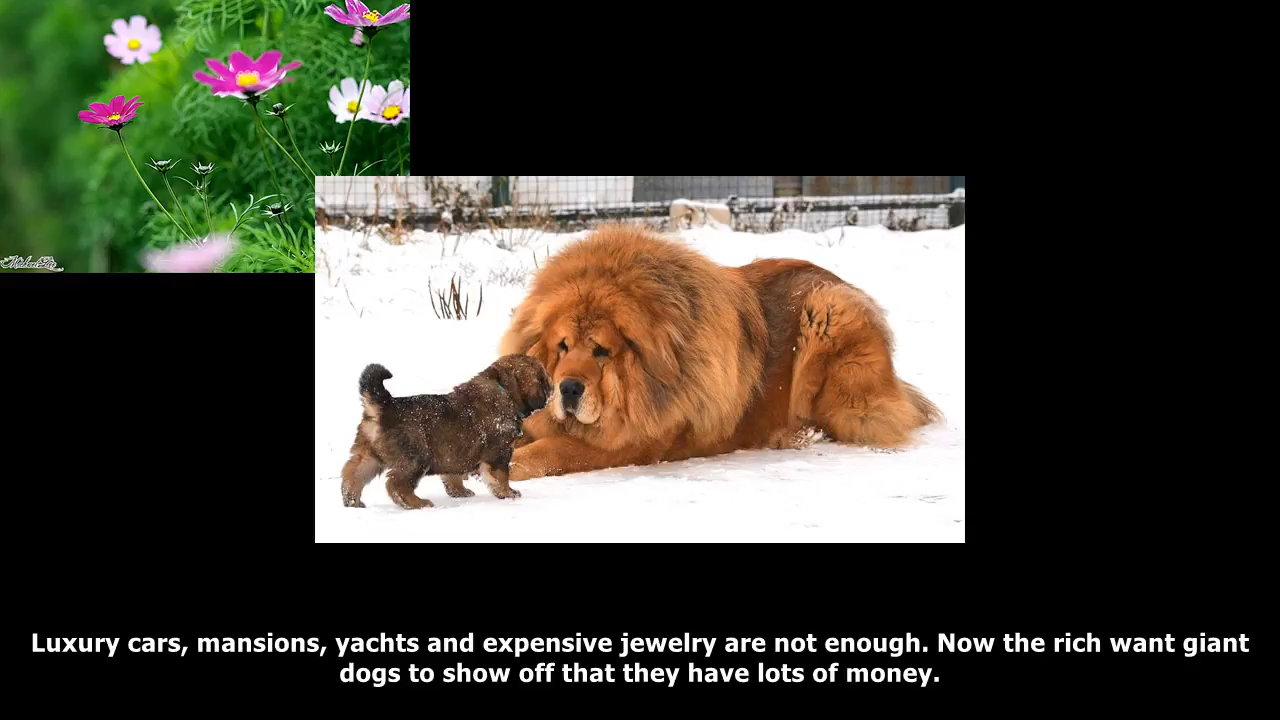 Luxury cars, mansions, yachts and expensive jewelry are not enough. Now the rich want giant
dogs to show off that they have lots of money.